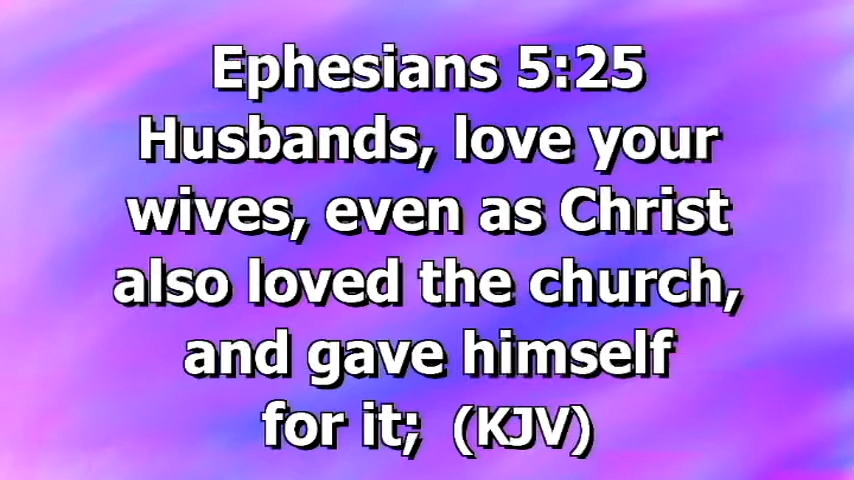 Ephesians 5:25
Husbands, love your
wives, even as Christ
also loved the church,
and gave himself
for it; (KJV)